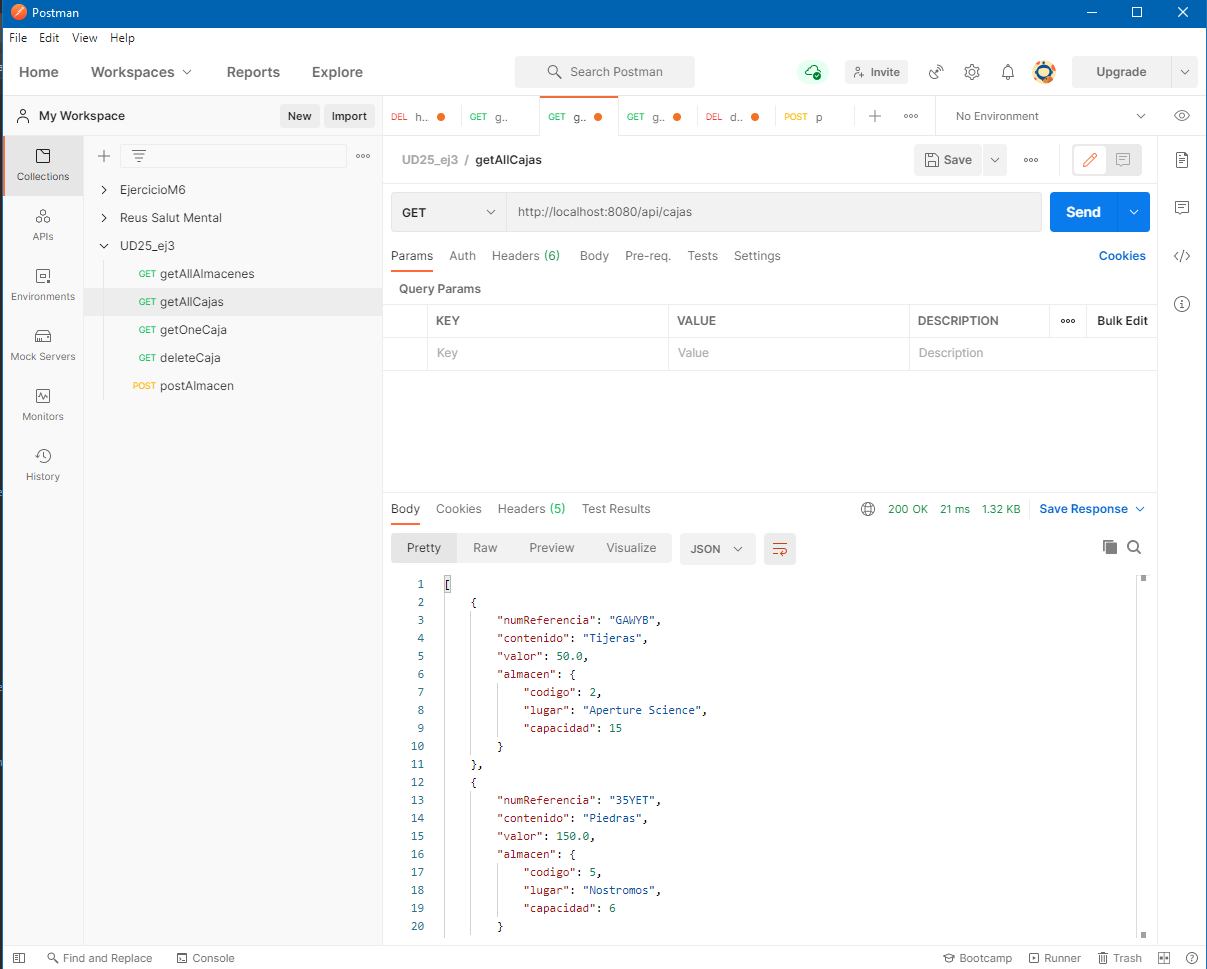 Postman
File Edit View Help
Home Workspaces Reports Explore Search Postman Invite Upgrade
My Workspace New Import
DEL h... GET g.. GET g.. GET g.. DEL d... POST p No Environment
Collections
APIs
Environments
Mock Servers
Monitors
History
EjercicioM6
Reus Salut Mental
UD25_ej3
GET getAllAlmacenes
GET getAllCajas
GET getOneCaja
GET deleteCaja
POST postAlmacen
UD25_ej3 / getAllCajas Save
GET http://localhost:8080/api/cajas Send
Params Auth Headers (6) Body Pre-req. Tests Settings Cookies
Query Params
KEY VALUE DESCRIPTION Bulk Edit
Key Value Description
Body Cookies Headers (5) Test Results 200 OK 21 ms 1.32 KB Save Response
Pretty Raw Preview Visualize JSON
1 [
2 {
3 "numReferencia": "GAWYB",
4 "contenido": "Tijeras",
5 "valor": 50.0,
6 "almacen": {
7 "codigo": 2,
8 "lugar": "Aperture Science",
9 "capacidad": 15
10 }
11 },
12 {
13 "numReferencia": "35YET",
14 "contenido": "Piedras",
15 "valor": 150.0,
16 "almacen": {
17 "codigo": 5,
18 "lugar": "Nostromos",
19 "capacidad": 6
20 }
Find and Replace Console Bootcamp Runner Trash